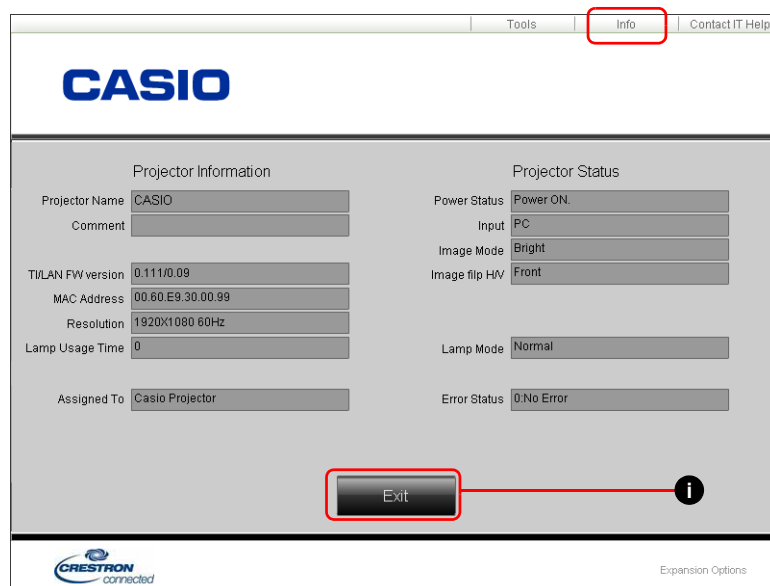 Tools Info Contact IT Help
CASIO
Projector Information
Projector Name CASIO
Comment
TI/LAN FW version 0.111/0.09
MAC Address 00.60.E9.30.00.99
Resolution 1920X1080 60Hz
Lamp Usage Time 0
Assigned To Casio Projector
Projector Status
Power Status Power ON.
Input PC
Image Mode Bright
Image filp H/V Front
Lamp Mode Normal
Error Status 0:No Error
Exit
i
CRESTRON
connected
Expansion Options